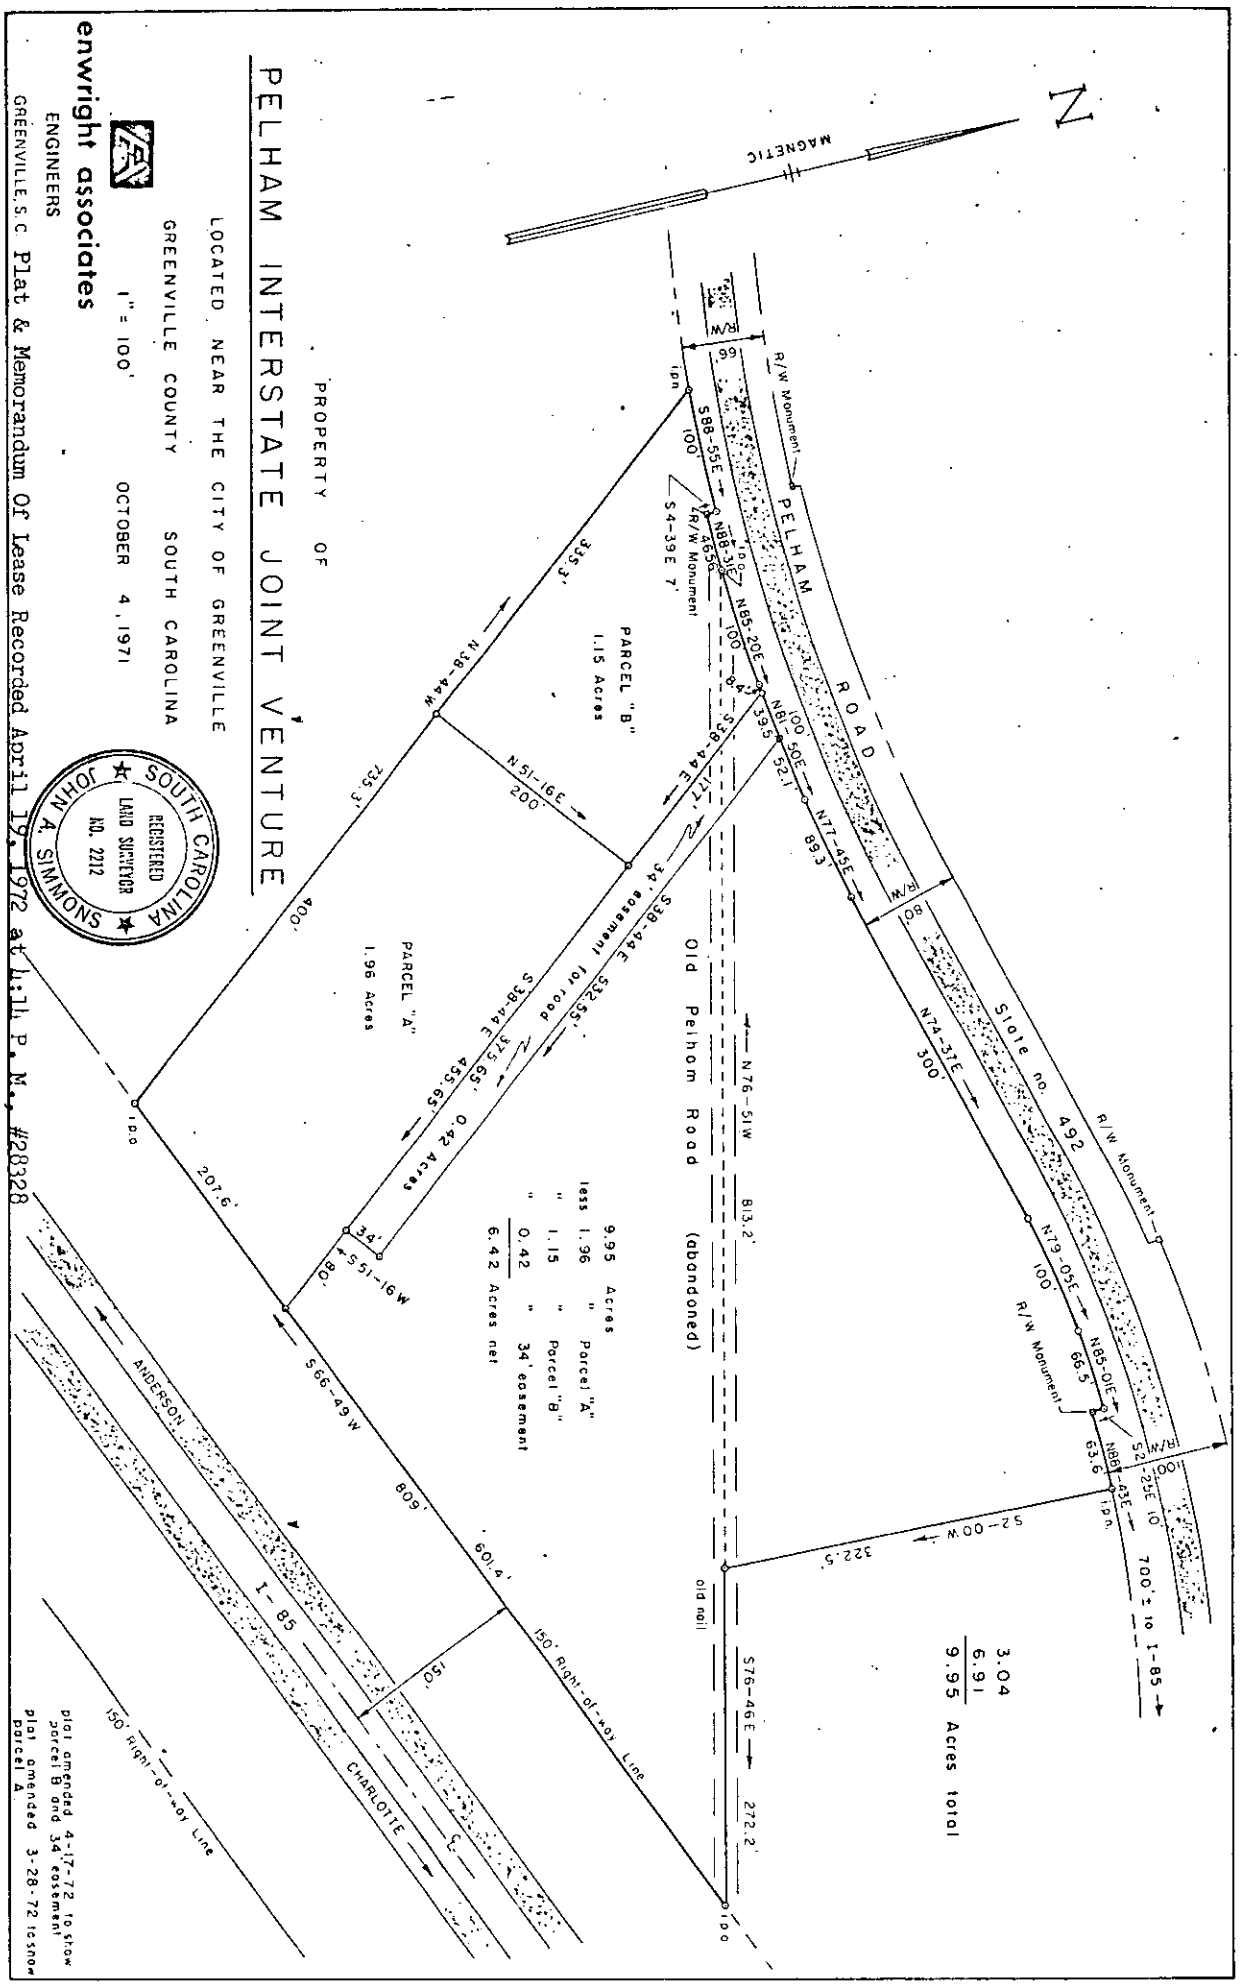 N
MAGNETIC
R/W Monument
66'
R/W
PELHAM ROAD
State no. 492
R/W Monument
80'
R/W
100'
R/W
i.p.n.
S88-55E
100'
R/W Monument
S4-39E 7'
N88-31E
46.56
i.p.o.
N85-20E
100'
8.4'
N81-50E
100'
39.5
52.1'
N77-45E
89.3'
N74-37E
300'
N79-05E
100'
N85-01E
66.5'
R/W Monument
S2-25E 10'
N86-43E
63.6
i.p.n.
700' ± to I-85
S2-00W
322.5'
3.04
6.91
9.95 Acres total
N76-51W 813.2'
Old Pelham Road (abandoned)
old nail
S76-46E 272.2'
i.p.o
PARCEL "B"
1.15 Acres
335.3'
N38-44W
735.3'
400'
N51-16E
200'
S38-44E 177'
34' easement for road
S38-44E 532.55'
S38-44E 375.65'
455.65'
0.42 Acres
34'
S51-16W
80'
PARCEL "A"
1.96 Acres
9.95 Acres
less 1.96 " Parcel "A"
" 1.15 " Parcel "B"
" 0.42 " 34' easement
6.42 Acres net
i.p.o
207.6'
S66-49W
809'
601.4'
150' Right-of-way Line
150'
ANDERSON
I-85
CHARLOTTE
150' Right-of-way Line
PROPERTY OF
PELHAM INTERSTATE JOINT VENTURE
LOCATED NEAR THE CITY OF GREENVILLE
GREENVILLE COUNTY SOUTH CAROLINA
1" = 100' OCTOBER 4, 1971
enwright associates
ENGINEERS
GREENVILLE, S.C.
SOUTH CAROLINA
REGISTERED
LAND SURVEYOR
NO. 2212
JOHN A. SIMMONS
Plat & Memorandum Of Lease Recorded April 19, 1972 at 4:14 P. M., #28328
plat amended 4-17-72 to show
parcel B and 34' easement
plat amended 3-28-72 to show
parcel A.